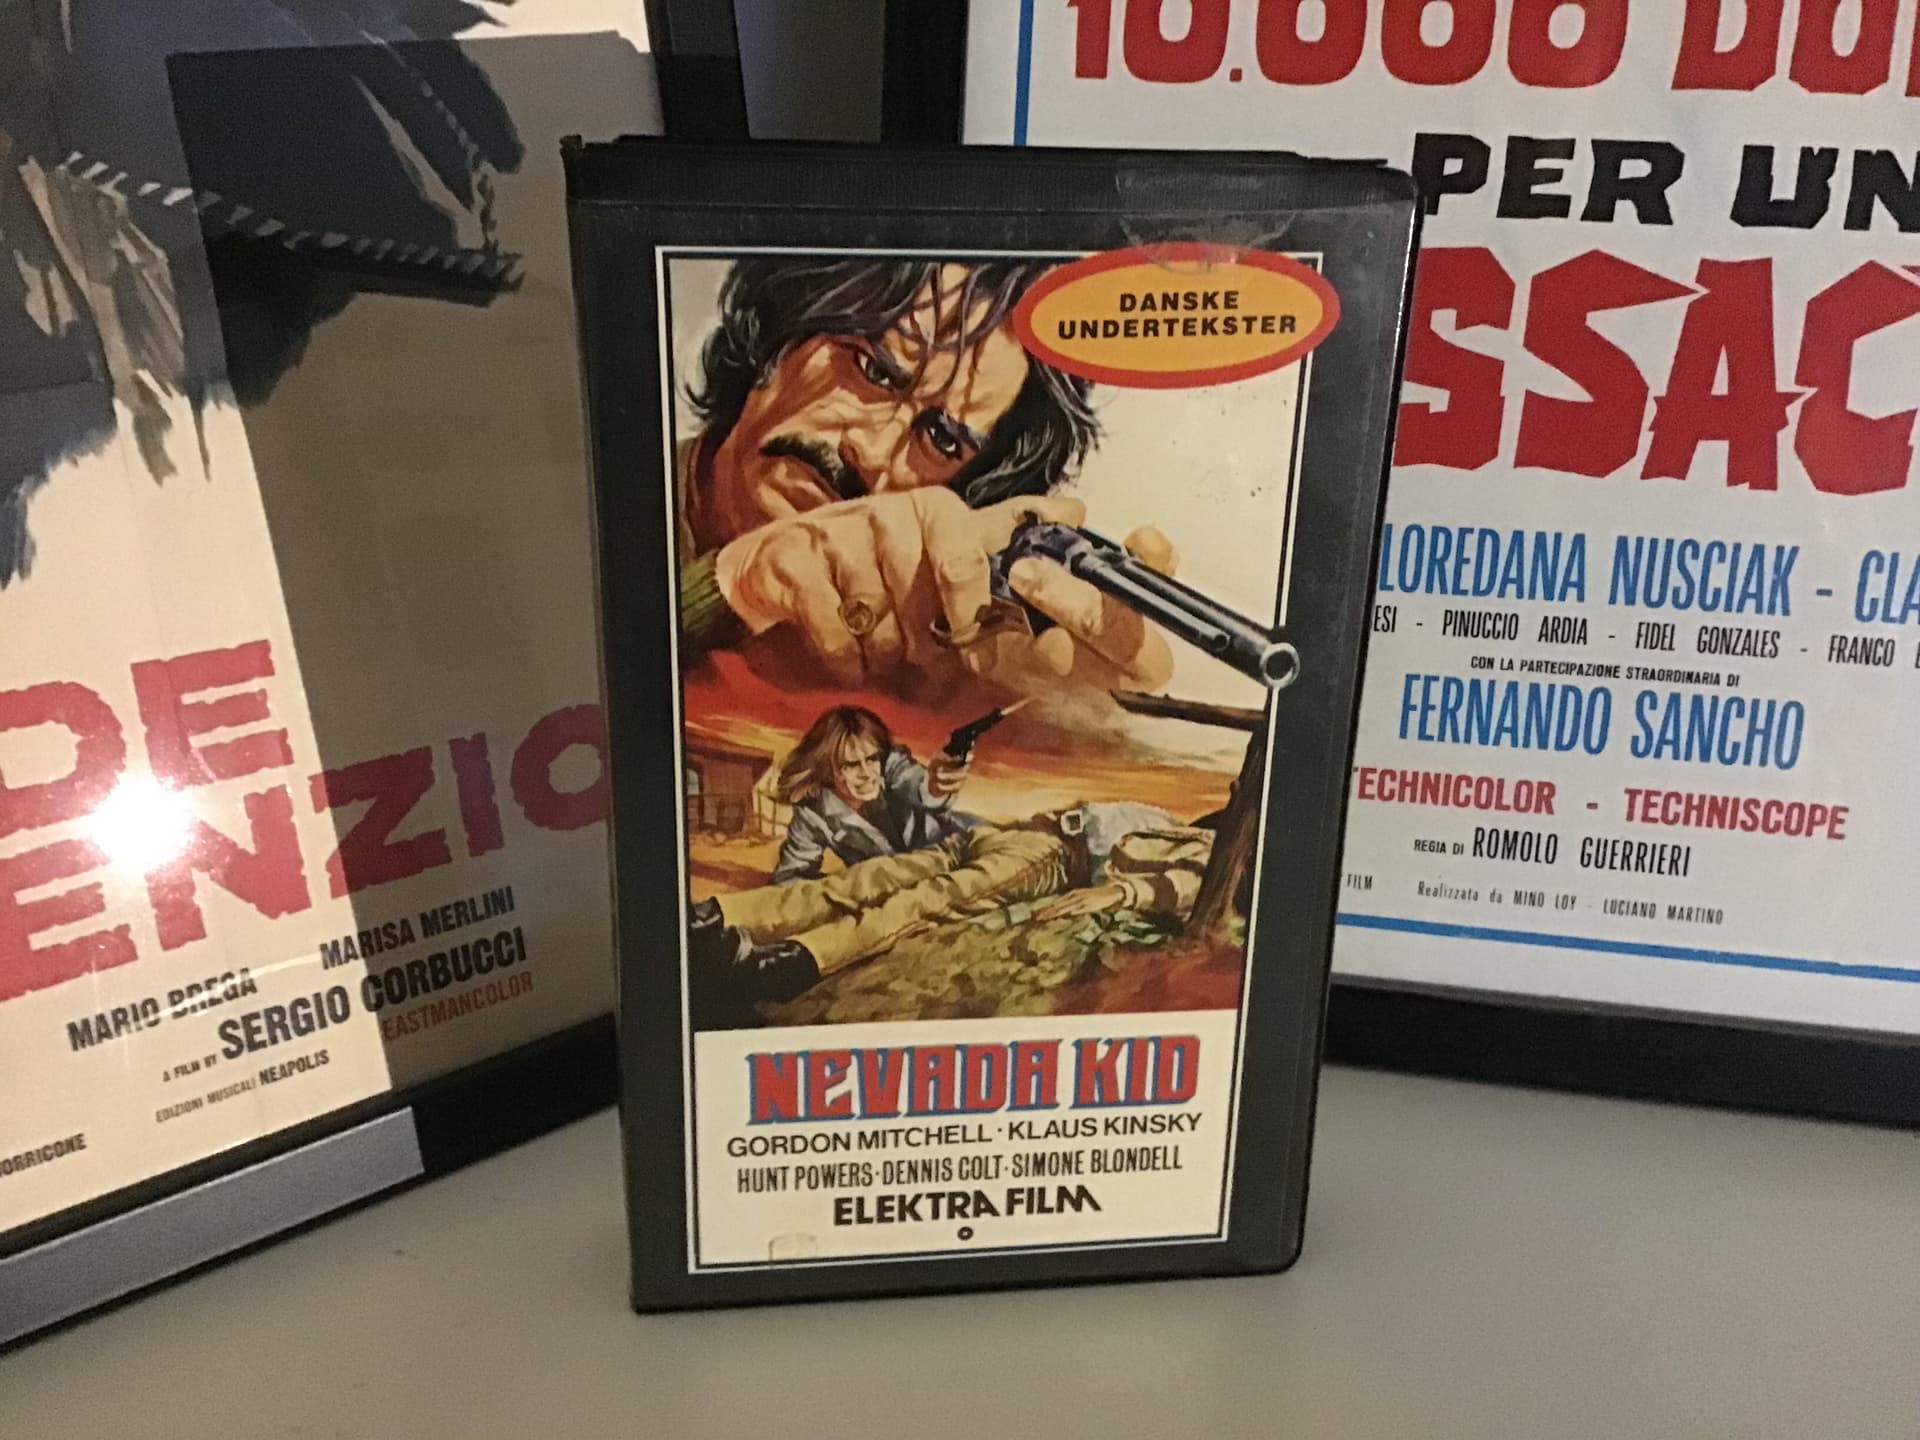 DE
ENZIO
MARIO BREGA MARISA MERLINI
A FILM BY SERGIO CORBUCCI
EASTMANCOLOR
EDIZIONI MUSICALI NEAPOLIS
ORRICONE
DANSKE
UNDERTEKSTER
NEVADA KID
GORDON MITCHELL · KLAUS KINSKY
HUNT POWERS · DENNIS COLT · SIMONE BLONDELL
ELEKTRA FILM
10.000 DO
PER UN
SSAC
LOREDANA NUSCIAK - CLA
ESI - PINUCCIO ARDIA - FIDEL GONZALES - FRANCO
CON LA PARTECIPAZIONE STRAORDINARIA DI
FERNANDO SANCHO
TECHNICOLOR - TECHNISCOPE
REGIA DI ROMOLO GUERRIERI
FILM Realizzata da MINO LOY - LUCIANO MARTINO